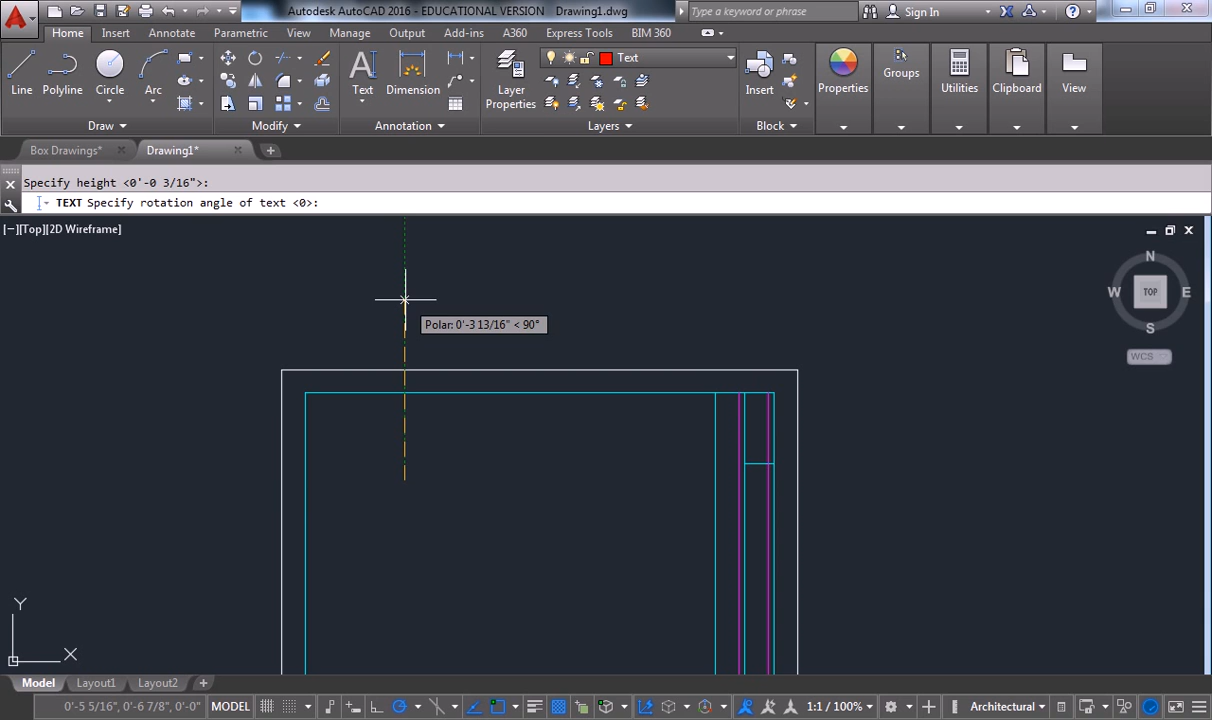 Autodesk AutoCAD 2016 - EDUCATIONAL VERSION Drawing1.dwg
Type a keyword or phrase
Sign In
Home Insert Annotate Parametric View Manage Output Add-ins A360 Express Tools BIM 360
Text
Line Polyline Circle Arc
Text Dimension
Layer
Properties
Insert
Properties Groups Utilities Clipboard View
Draw Modify Annotation Layers Block
Box Drawings* Drawing1*
Specify height <0'-0 3/16">:
TEXT Specify rotation angle of text <0>:
[−][Top][2D Wireframe]
N
W TOP E
S
WCS
Polar: 0'-3 13/16" < 90°
Y
X
Model Layout1 Layout2
0'-5 5/16", 0'-6 7/8", 0'-0" MODEL 1:1 / 100% Architectural